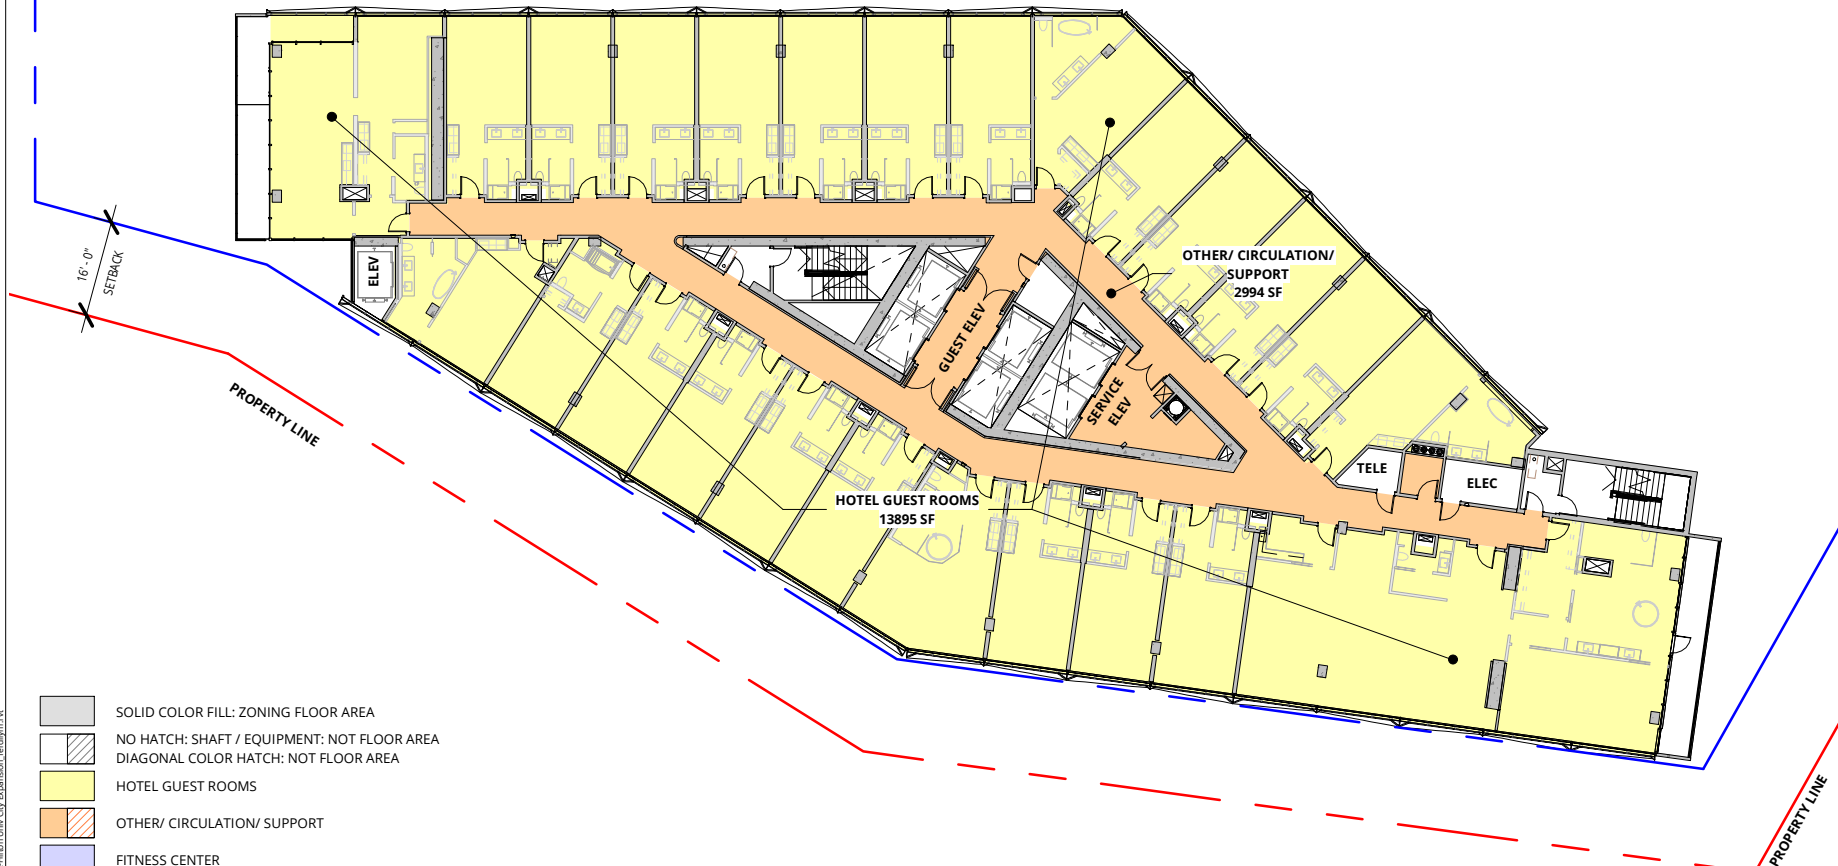 ELEV
16' - 0"
SETBACK
PROPERTY LINE
GUEST ELEV
SERVICE
ELEV
OTHER/ CIRCULATION/
SUPPORT
2994 SF
TELE
ELEC
HOTEL GUEST ROOMS
13895 SF
SOLID COLOR FILL: ZONING FLOOR AREA
NO HATCH: SHAFT / EQUIPMENT: NOT FLOOR AREA
DIAGONAL COLOR HATCH: NOT FLOOR AREA
HOTEL GUEST ROOMS
OTHER/ CIRCULATION/ SUPPORT
FITNESS CENTER
PROPERTY LINE